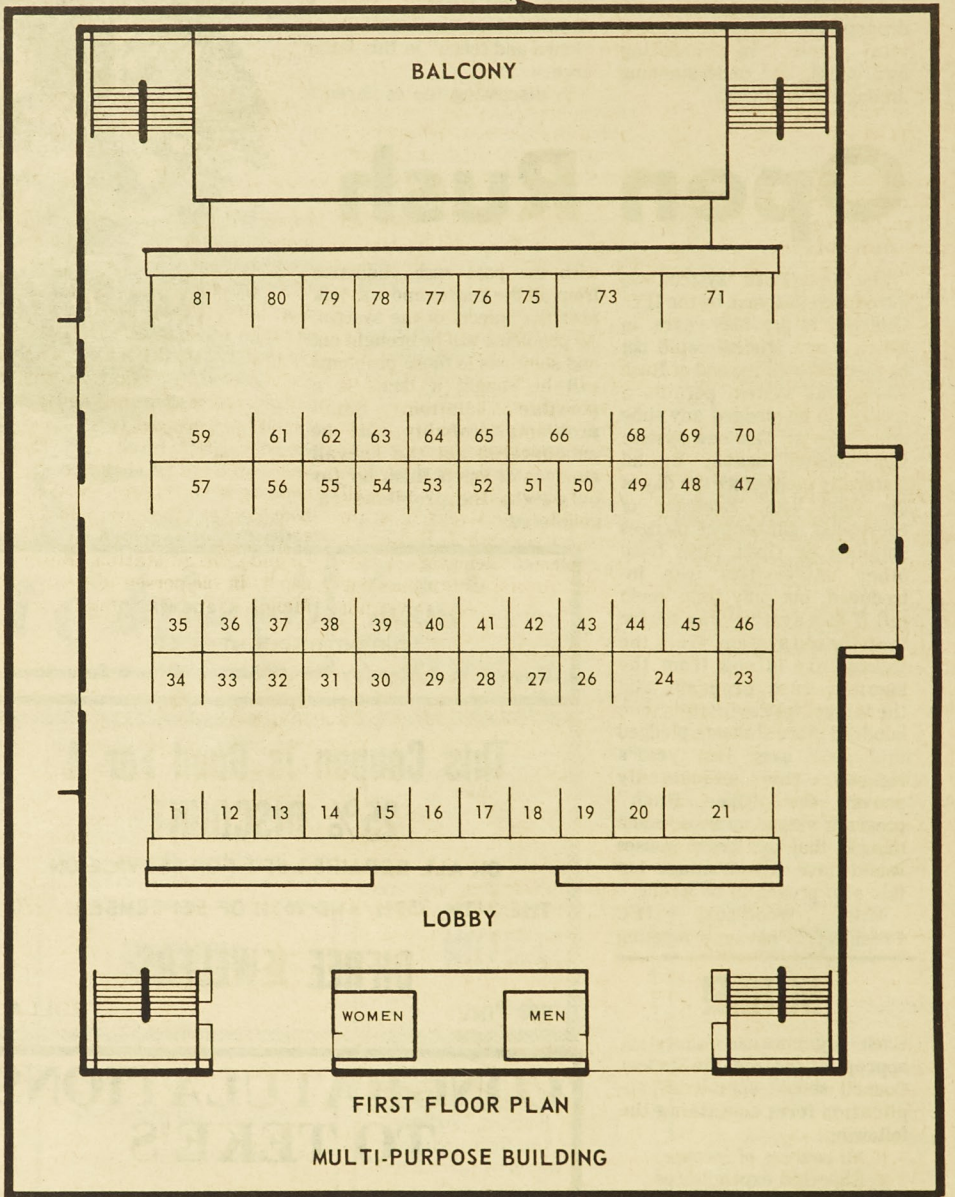 BALCONY
81 80 79 78 77 76 75 73 71
59 61 62 63 64 65 66 68 69 70
57 56 55 54 53 52 51 50 49 48 47
35 36 37 38 39 40 41 42 43 44 45 46
34 33 32 31 30 29 28 27 26 24 23
11 12 13 14 15 16 17 18 19 20 21
LOBBY
WOMEN MEN
FIRST FLOOR PLAN
MULTI-PURPOSE BUILDING